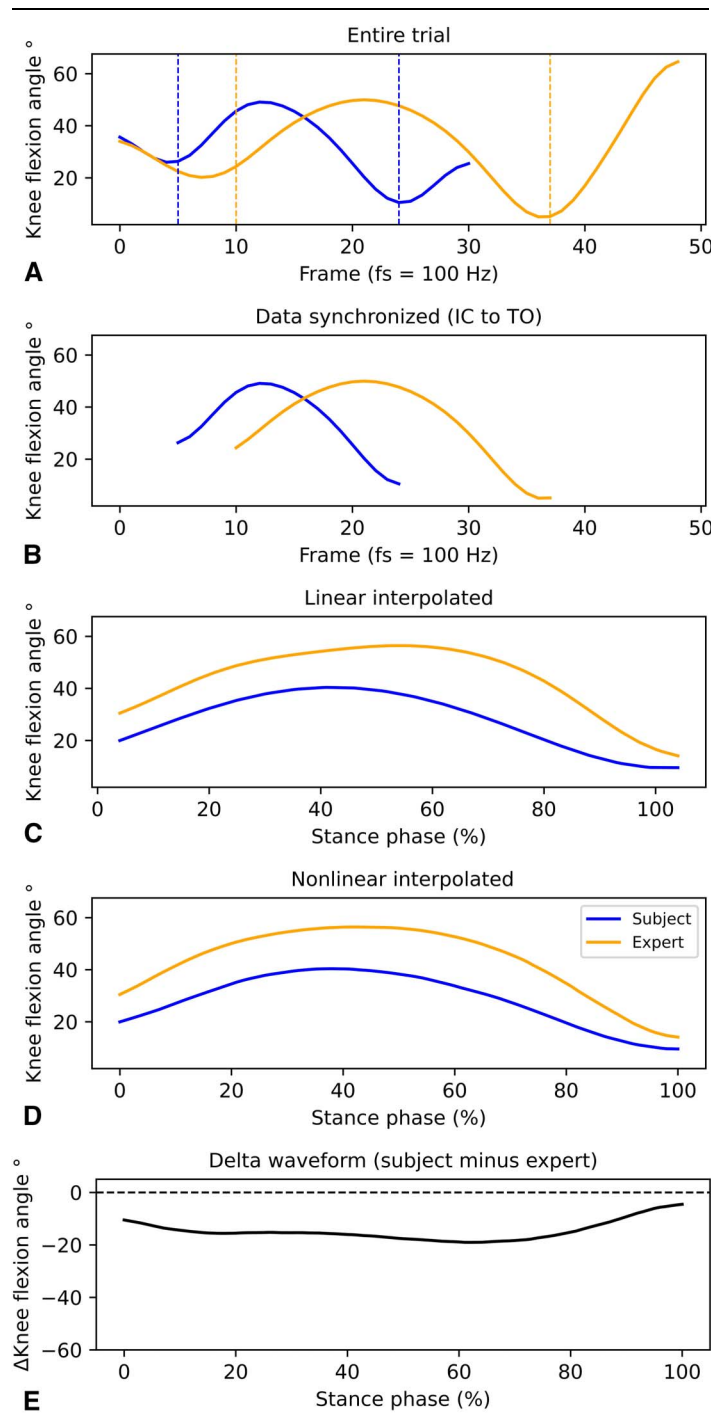 Entire trial
Knee flexion angle °
60
40
20
0 10 20 30 40 50
Frame (fs = 100 Hz)
A
Data synchronized (IC to TO)
Knee flexion angle °
60
40
20
0 10 20 30 40 50
Frame (fs = 100 Hz)
B
Linear interpolated
Knee flexion angle °
60
40
20
0 20 40 60 80 100
Stance phase (%)
C
Nonlinear interpolated
Knee flexion angle °
60
40
20
Subject
Expert
0 20 40 60 80 100
Stance phase (%)
D
Delta waveform (subject minus expert)
ΔKnee flexion angle °
0
−20
−40
−60
0 20 40 60 80 100
Stance phase (%)
E